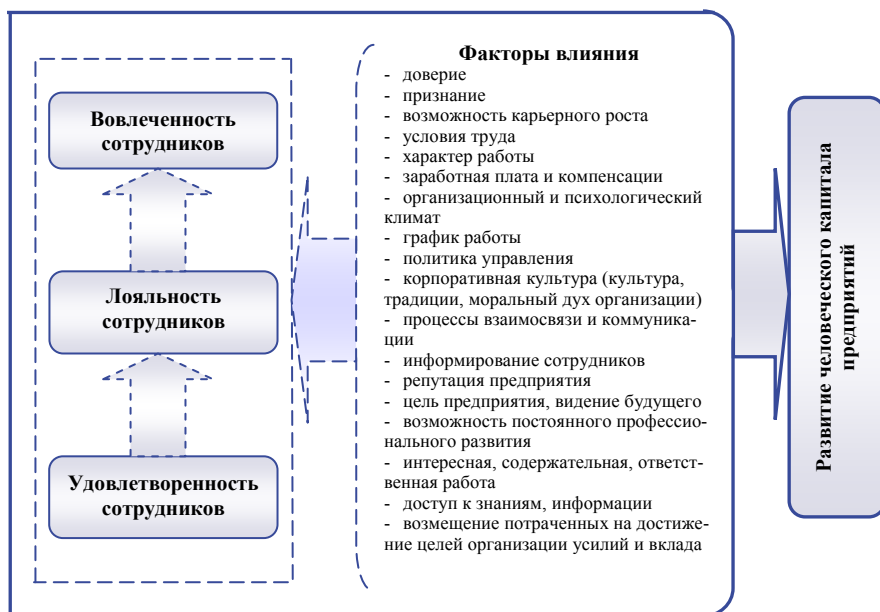 Вовлеченность
сотрудников
Лояльность
сотрудников
Удовлетворенность
сотрудников
Факторы влияния
- доверие
- признание
- возможность карьерного роста
- условия труда
- характер работы
- заработная плата и компенсации
- организационный и психологический
климат
- график работы
- политика управления
- корпоративная культура (культура,
традиции, моральный дух организации)
- процессы взаимосвязи и коммуника-
ции
- информирование сотрудников
- репутация предприятия
- цель предприятия, видение будущего
- возможность постоянного профессио-
нального развития
- интересная, содержательная, ответст-
венная работа
- доступ к знаниям, информации
- возмещение потраченных на достиже-
ние целей организации усилий и вклада
Развитие человеческого капитала
предприятий